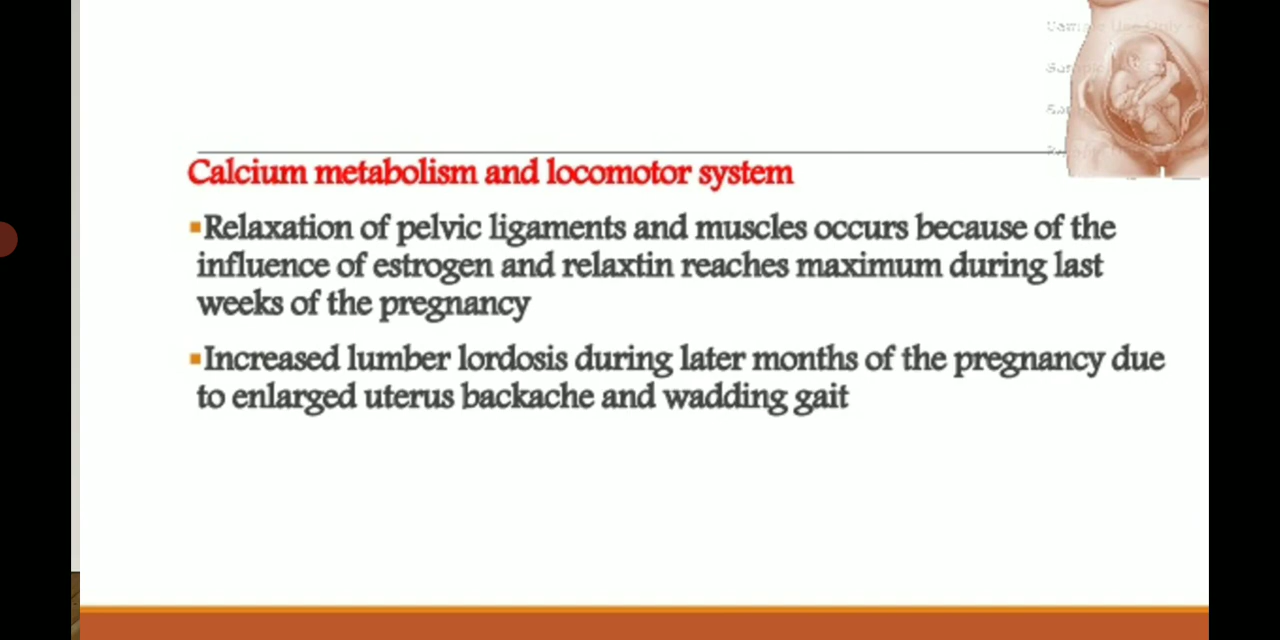 Calcium metabolism and locomotor system
▪Relaxation of pelvic ligaments and muscles occurs because of the
influence of estrogen and relaxtin reaches maximum during last
weeks of the pregnancy
▪Increased lumber lordosis during later months of the pregnancy due
to enlarged uterus backache and wadding gait